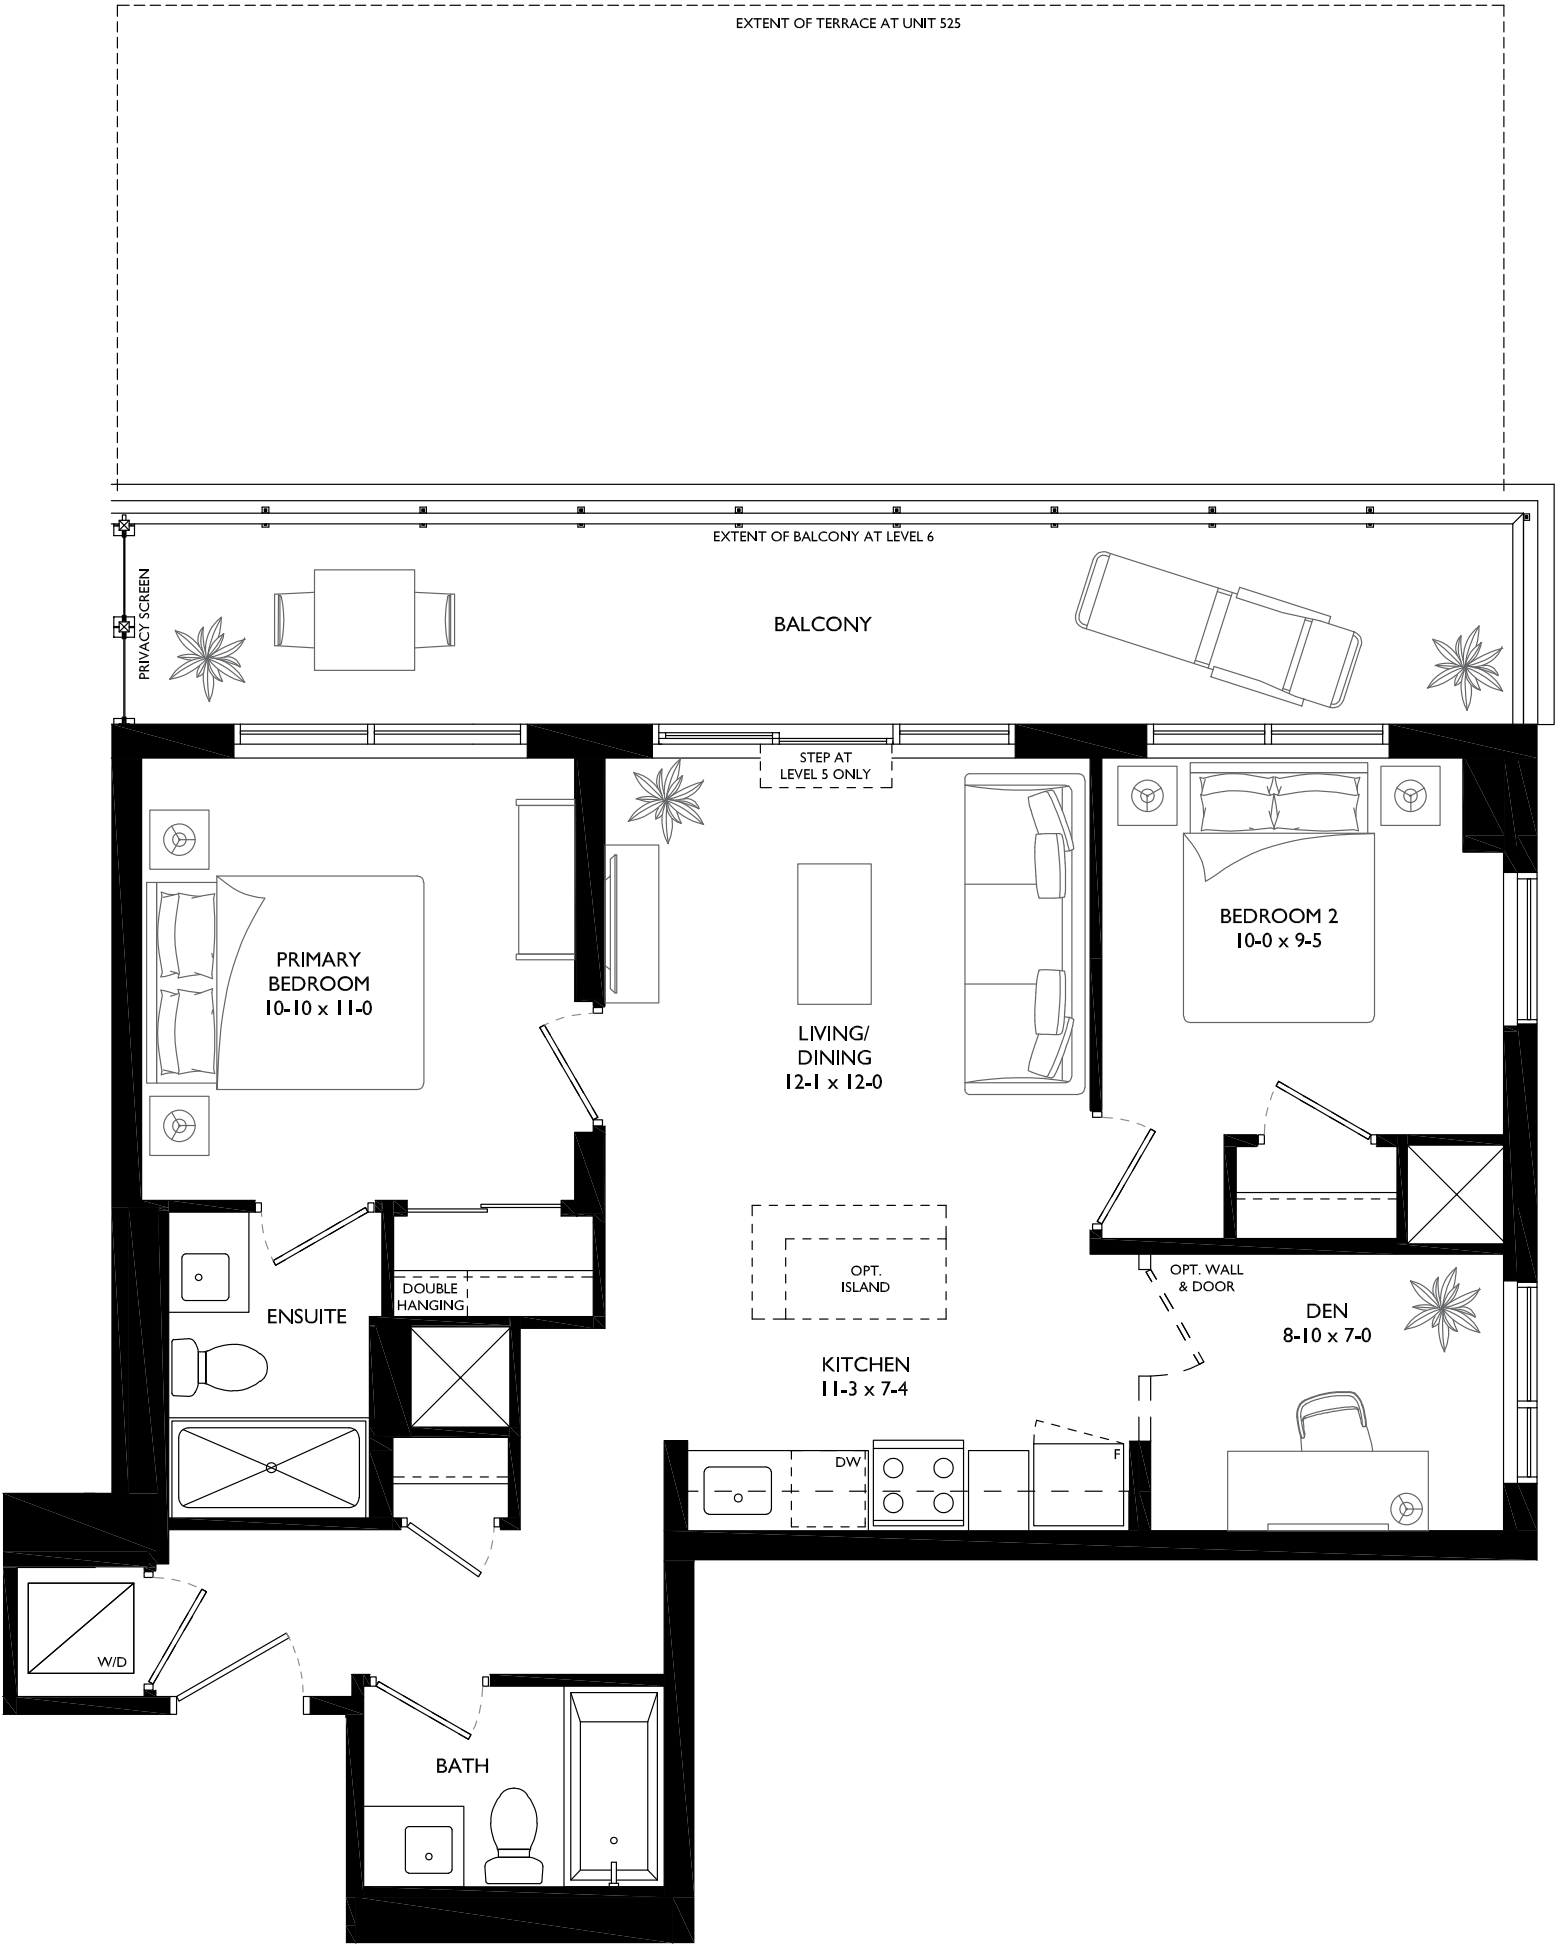 EXTENT OF TERRACE AT UNIT 525
EXTENT OF BALCONY AT LEVEL 6
PRIVACY SCREEN
BALCONY
STEP AT
LEVEL 5 ONLY
PRIMARY
BEDROOM
10-10 x 11-0
LIVING/
DINING
12-1 x 12-0
BEDROOM 2
10-0 x 9-5
DOUBLE
HANGING
ENSUITE
OPT.
ISLAND
OPT. WALL
& DOOR
DEN
8-10 x 7-0
KITCHEN
11-3 x 7-4
DW
F
W/D
BATH